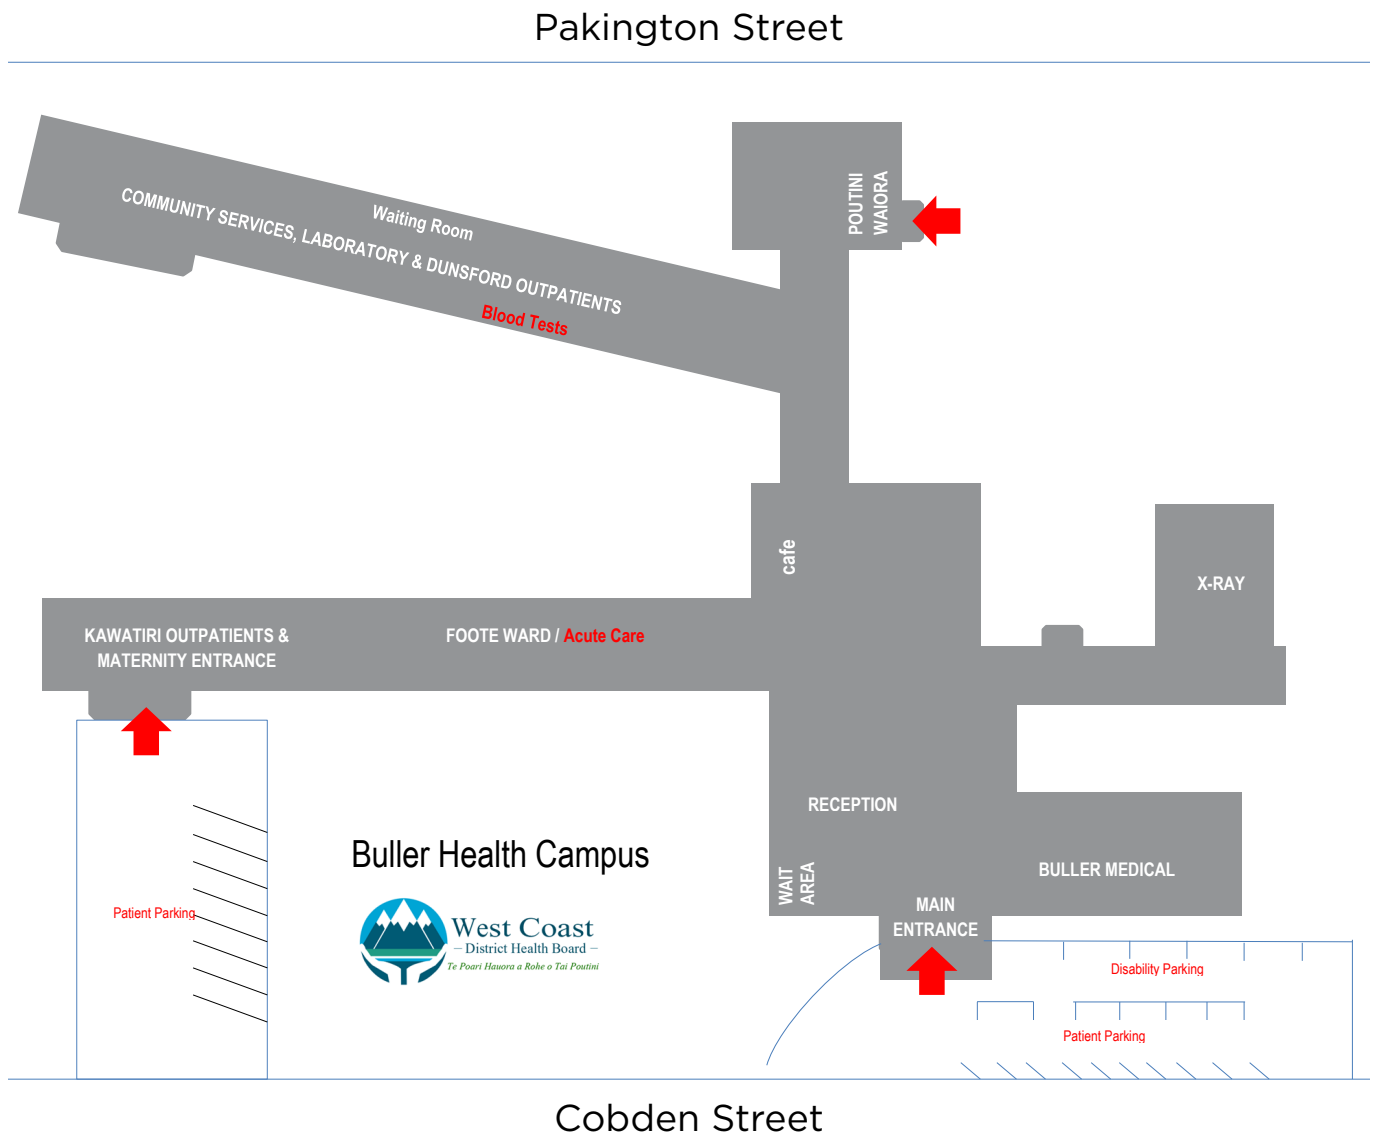 Pakington Street
POUTINI
WAIORA
Waiting Room
COMMUNITY SERVICES, LABORATORY & DUNSFORD OUTPATIENTS
Blood Tests
cafe
X-RAY
KAWATIRI OUTPATIENTS &
MATERNITY ENTRANCE
FOOTE WARD / Acute Care
RECEPTION
Buller Health Campus
WAIT
AREA
BULLER MEDICAL
MAIN
ENTRANCE
Patient Parking
West Coast
– District Health Board –
Te Poari Hauora a Rohe o Tai Poutini
Disability Parking
Patient Parking
Cobden Street